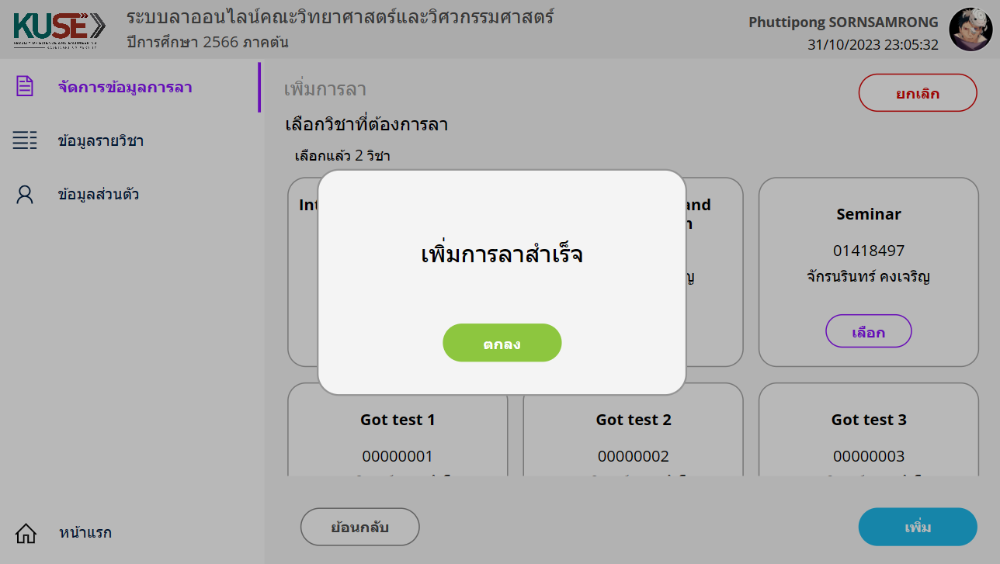 KUSE
FACULTY OF SCIENCE AND ENGINEERING
ระบบลาออนไลน์คณะวิทยาศาสตร์และวิศวกรรมศาสตร์
ปีการศึกษา 2566 ภาคต้น
Phuttipong SORNSAMRONG
31/10/2023 23:05:32
จัดการข้อมูลการลา
ข้อมูลรายวิชา
ข้อมูลส่วนตัว
หน้าแรก
เพิ่มการลา
ยกเลิก
เลือกวิชาที่ต้องการลา
เลือกแล้ว 2 วิชา
Int
and
Seminar
01418497
จักรนรินทร์ คงเจริญ
เลือก
เพิ่มการลาสำเร็จ
ตกลง
Got test 1
00000001
Got test 2
00000002
Got test 3
00000003
ย้อนกลับ
เพิ่ม